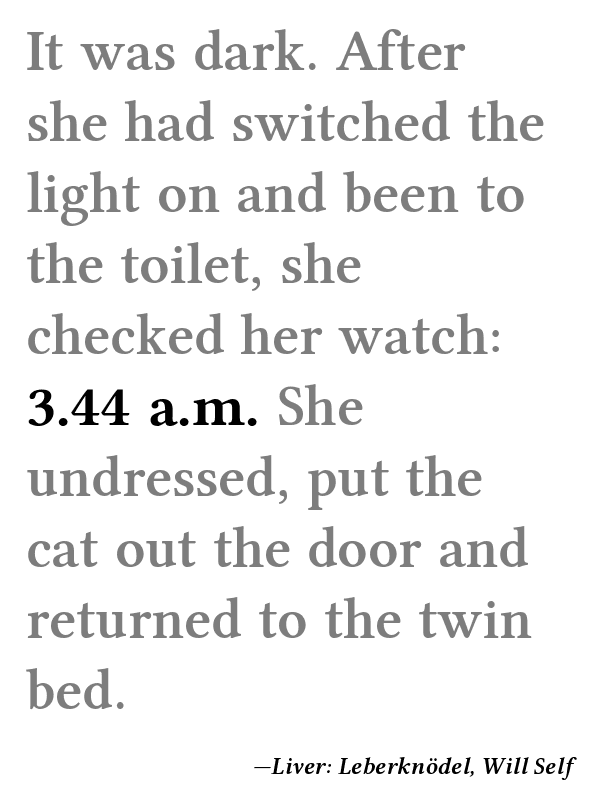 It was dark. After
she had switched the
light on and been to
the toilet, she
checked her watch:
3.44 a.m. She
undressed, put the
cat out the door and
returned to the twin
bed.
—Liver: Leberknödel, Will Self